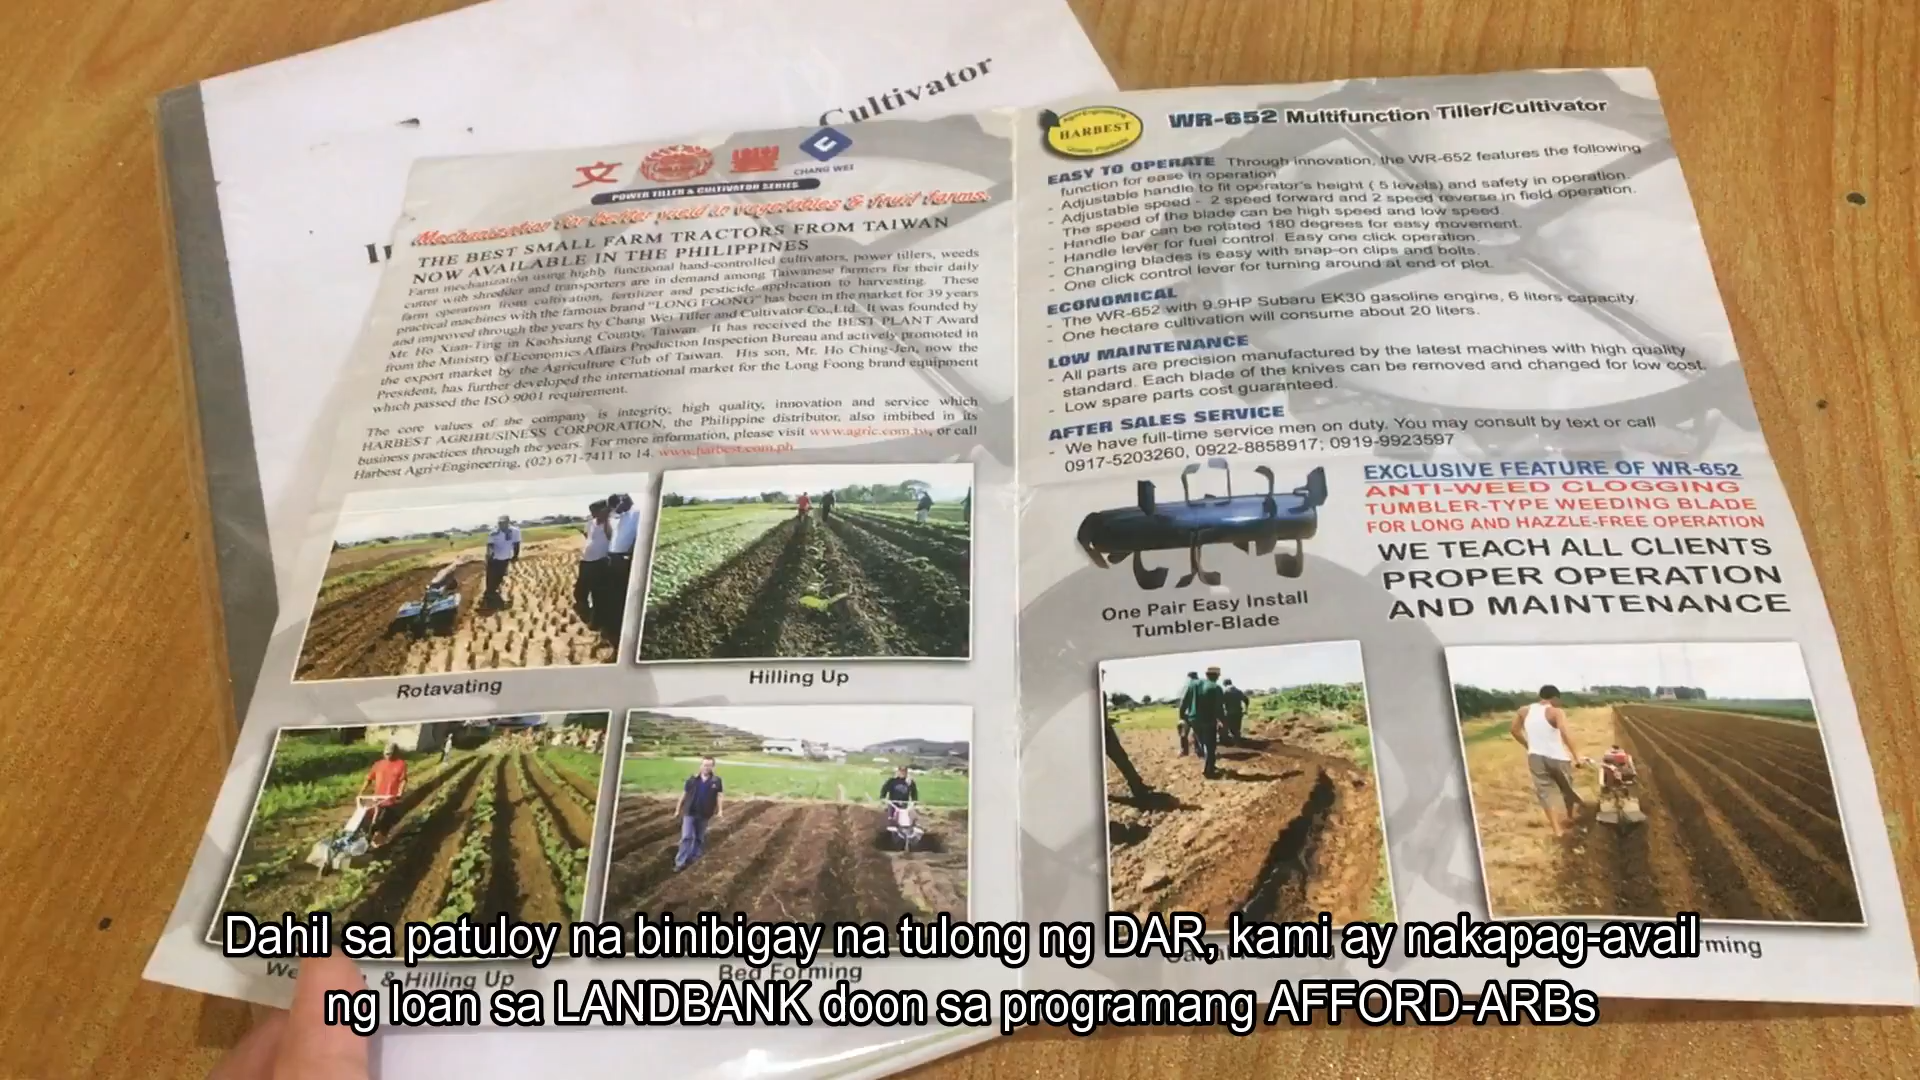 Cultivator
文
CHANG WEI
POWER TILLER & CULTIVATOR SERIES
Mechanization for better yield in vegetables & fruit farms.
THE BEST SMALL FARM TRACTORS FROM TAIWAN
NOW AVAILABLE IN THE PHILIPPINES
Farm mechanization using highly functional hand-controlled cultivators, power tillers, weeds
cutter with shredder and transporters are in demand among Taiwanese farmers for their daily
farm operation from cultivation, fertilizer and pesticide application to harvesting. These
practical machines with the famous brand "LONG FOONG" has been in the market for 39 years
and improved through the years by Chang Wei Tiller and Cultivator Co.,Ltd. It was founded by
Mr. Ho Xian-Ting in Kaohsiung County, Taiwan. It has received the BEST PLANT Award
from the Ministry of Economics Affairs Production Inspection Bureau and actively promoted in
the export market by the Agriculture Club of Taiwan. His son, Mr. Ho Ching-Jen, now the
President, has further developed the international market for the Long Foong brand equipment
which passed the ISO 9001 requirement.
The core values of the company is integrity, high quality, innovation and service which
HARBEST AGRIBUSINESS CORPORATION, the Philippine distributor, also imbibed in its
business practices through the years. For more information, please visit www.agric.com.tw, or call
Harbest Agri+Engineering, (02) 671-7411 to 14. www.harbest.com.ph
Rotavating
Hilling Up
& Hilling Up
Bed Forming
HARBEST
WR-652 Multifunction Tiller/Cultivator
EASY TO OPERATE Through innovation, the WR-652 features the following
function for ease in operation
- Adjustable handle to fit operator's height ( 5 levels) and safety in operation.
- Adjustable speed - 2 speed forward and 2 speed reverse in field operation.
The speed of the blade can be high speed and low speed.
- Handle bar can be rotated 180 degrees for easy movement.
- Handle lever for fuel control. Easy one click operation.
- Changing blades is easy with snap-on clips and bolts.
- One click control lever for turning around at end of plot.
ECONOMICAL
- The WR-652 with 9.9HP Subaru EK30 gasoline engine, 6 liters capacity.
- One hectare cultivation will consume about 20 liters.
LOW MAINTENANCE
- All parts are precision manufactured by the latest machines with high quality
standard. Each blade of the knives can be removed and changed for low cost.
- Low spare parts cost guaranteed.
AFTER SALES SERVICE
- We have full-time service men on duty. You may consult by text or call
0917-5203260, 0922-8858917; 0919-9923597
EXCLUSIVE FEATURE OF WR-652
ANTI-WEED CLOGGING
TUMBLER-TYPE WEEDING BLADE
FOR LONG AND HAZZLE-FREE OPERATION
WE TEACH ALL CLIENTS
PROPER OPERATION
AND MAINTENANCE
One Pair Easy Install
Tumbler-Blade
Dahil sa patuloy na binibigay na tulong ng DAR, kami ay nakapag-avail
ng loan sa LANDBANK doon sa programang AFFORD-ARBs